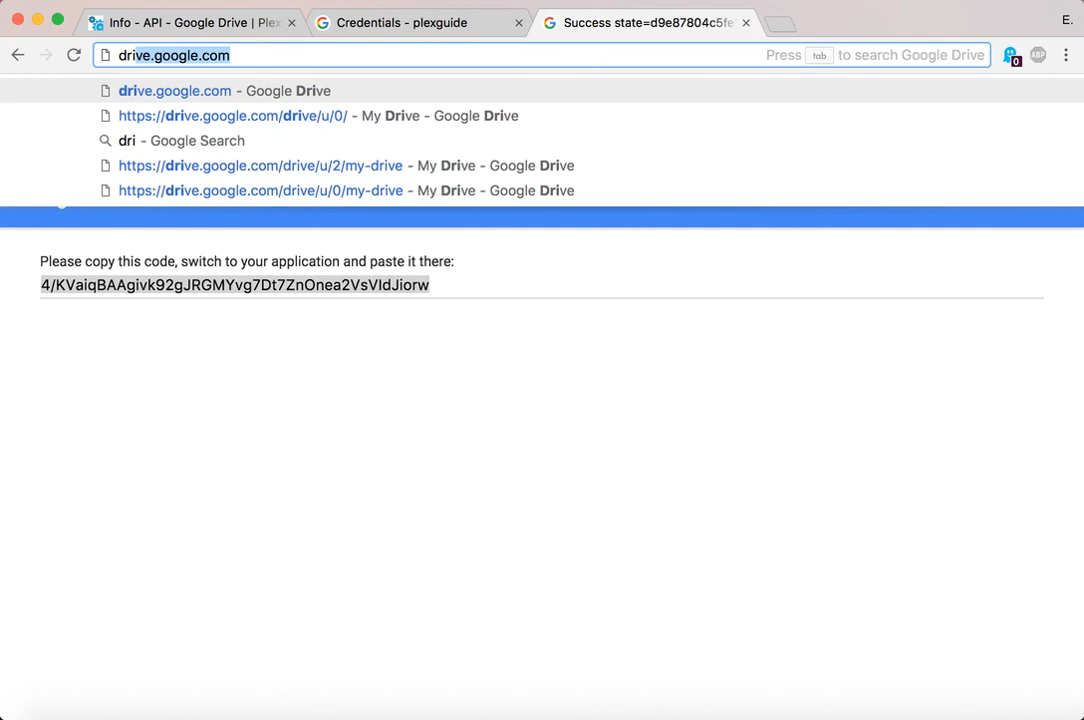 Info - API - Google Drive | Plex
Credentials - plexguide
Success state=d9e87804c5fe
E.
drive.google.com
Press tab to search Google Drive
0
ABP
drive.google.com - Google Drive
https://drive.google.com/drive/u/0/ - My Drive - Google Drive
dri - Google Search
https://drive.google.com/drive/u/2/my-drive - My Drive - Google Drive
https://drive.google.com/drive/u/0/my-drive - My Drive - Google Drive
Please copy this code, switch to your application and paste it there:
4/KVaiqBAAgivk92gJRGMYvg7Dt7ZnOnea2VsVIdJiorw